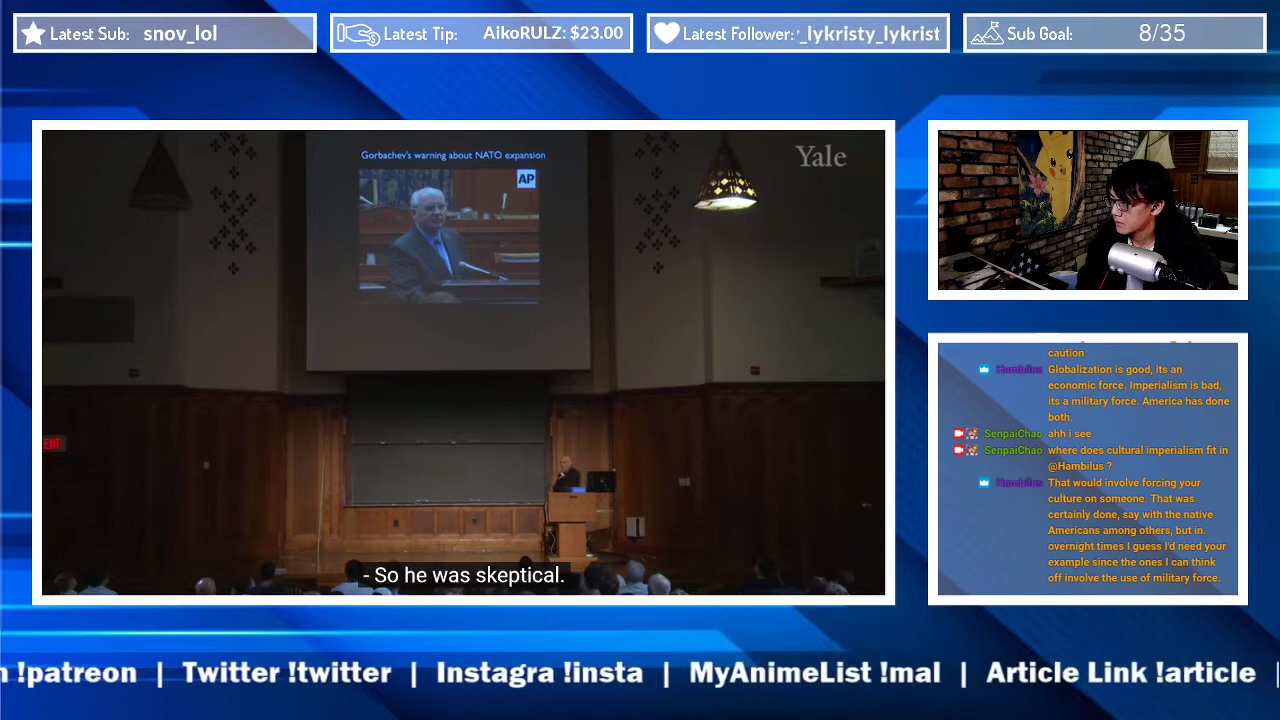 Latest Sub: snov_lol
Latest Tip: AikoRULZ: $23.00
Latest Follower: _lykristy_lykrist
Sub Goal: 8/35
Gorbachev's warning about NATO expansion
AP
Yale
EXIT
- So he was skeptical.
caution
Hambilus Globalization is good, its an
economic force. Imperialism is bad,
its a military force. America has done
both.
SenpaiChao ahh i see
SenpaiChao where does cultural imperialism fit in
@Hambilus ?
Hambilus That would involve forcing your
culture on someone. That was
certainly done, say with the native
Americans among others, but in
overnight times I guess I'd need your
example since the ones I can think
off involve the use of military force.
!patreon | Twitter !twitter | Instagra !insta | MyAnimeList !mal | Article Link !article |